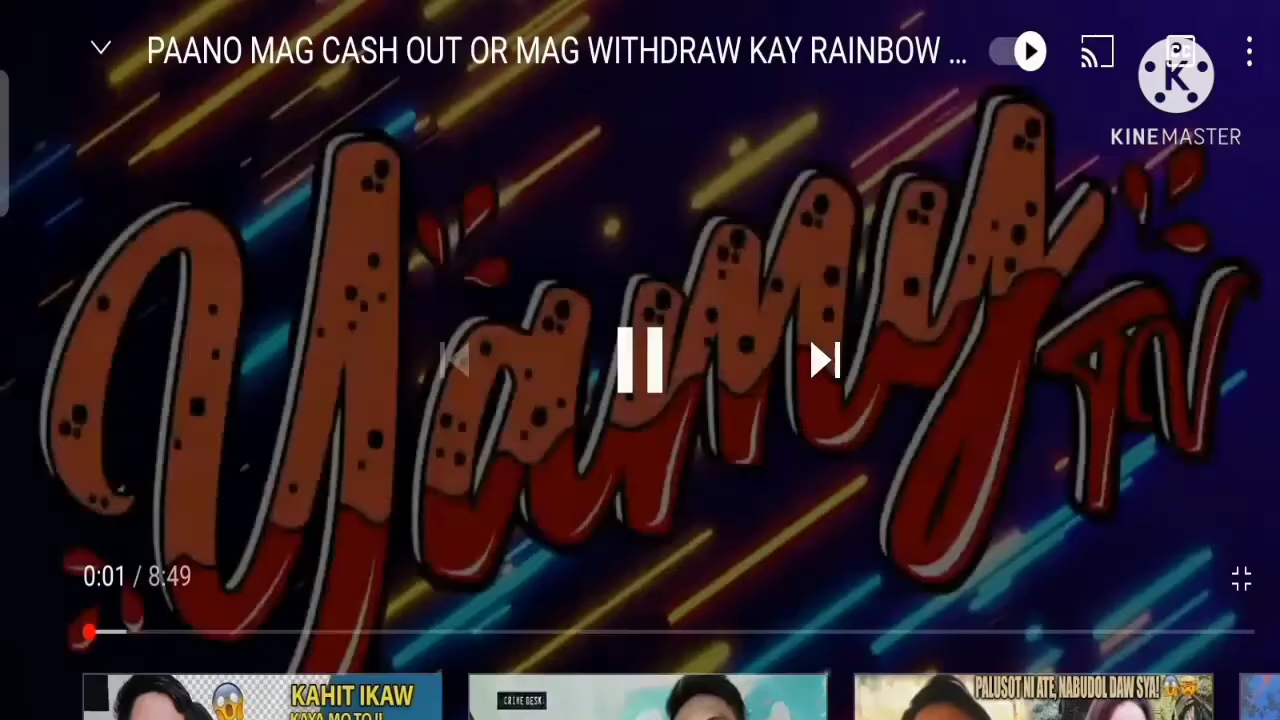 PAANO MAG CASH OUT OR MAG WITHDRAW KAY RAINBOW ...
CC
K
KINEMASTER
Yamy
TV
0:01 / 8:49
KAHIT IKAW
CRIME DESK
PALUSOT NI ATE, NABUDOL DAW SYA!